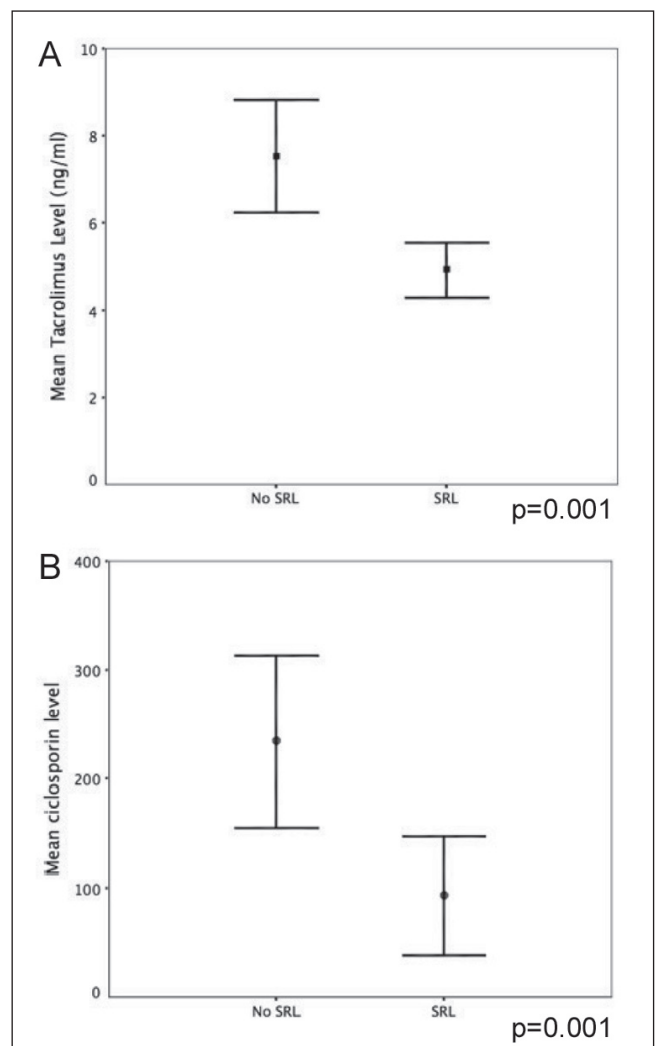 A
Mean Tacrolimus Level (ng/ml)
10
8
6
4
2
0
No SRL
SRL
p=0.001
B
Mean ciclosporin level
400
300
200
100
0
No SRL
SRL
p=0.001